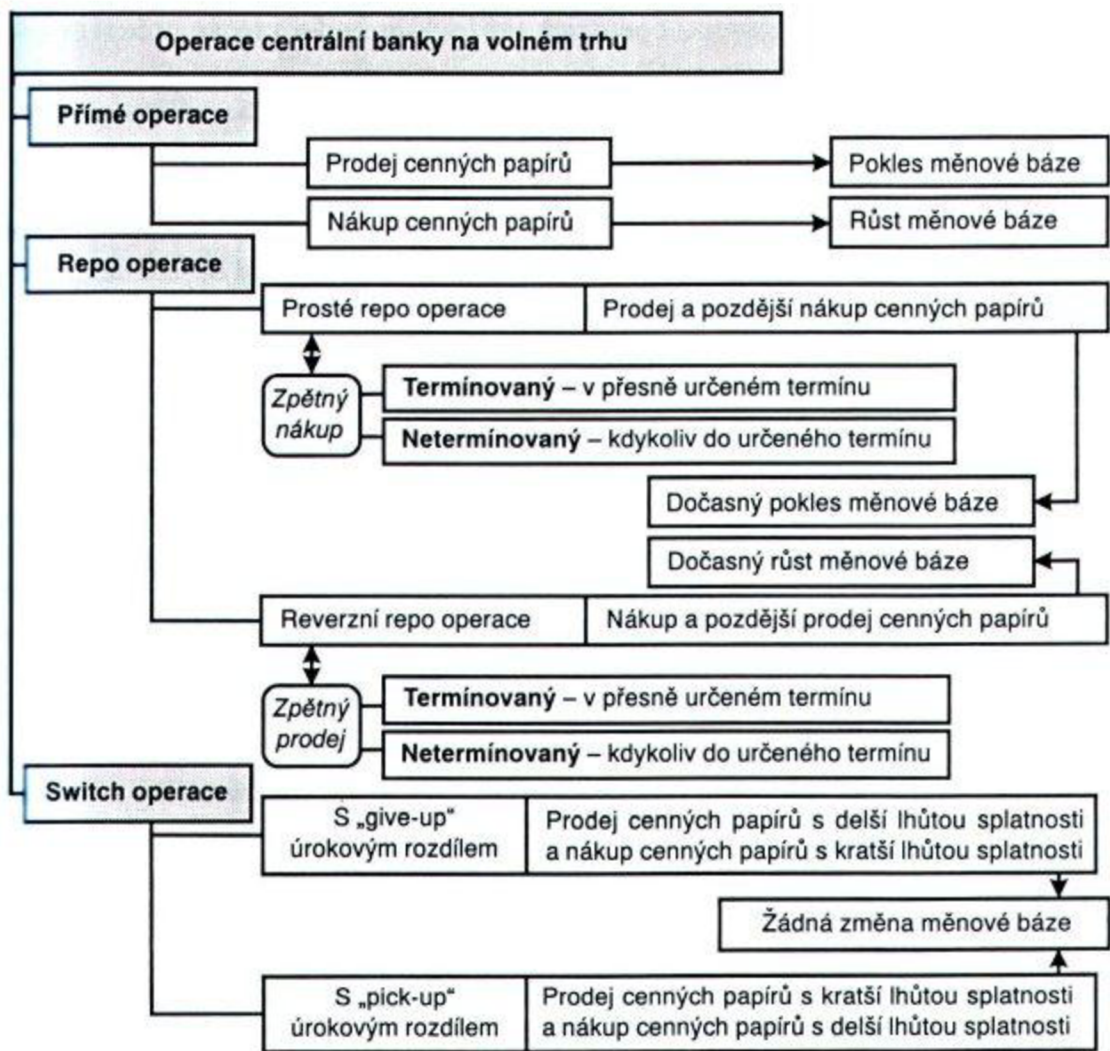 Operace centrální banky na volném trhu
Přímé operace
Prodej cenných papírů
Pokles měnové báze
Nákup cenných papírů
Růst měnové báze
Repo operace
Prosté repo operace
Prodej a pozdější nákup cenných papírů
Zpětný
nákup
Termínovaný – v přesně určeném termínu
Netermínovaný – kdykoliv do určeného termínu
Dočasný pokles měnové báze
Dočasný růst měnové báze
Reverzní repo operace
Nákup a pozdější prodej cenných papírů
Zpětný
prodej
Termínovaný – v přesně určeném termínu
Netermínovaný – kdykoliv do určeného termínu
Switch operace
S „give-up“
úrokovým rozdílem
Prodej cenných papírů s delší lhůtou splatnosti
a nákup cenných papírů s kratší lhůtou splatnosti
Žádná změna měnové báze
S „pick-up“
úrokovým rozdílem
Prodej cenných papírů s kratší lhůtou splatnosti
a nákup cenných papírů s delší lhůtou splatnosti